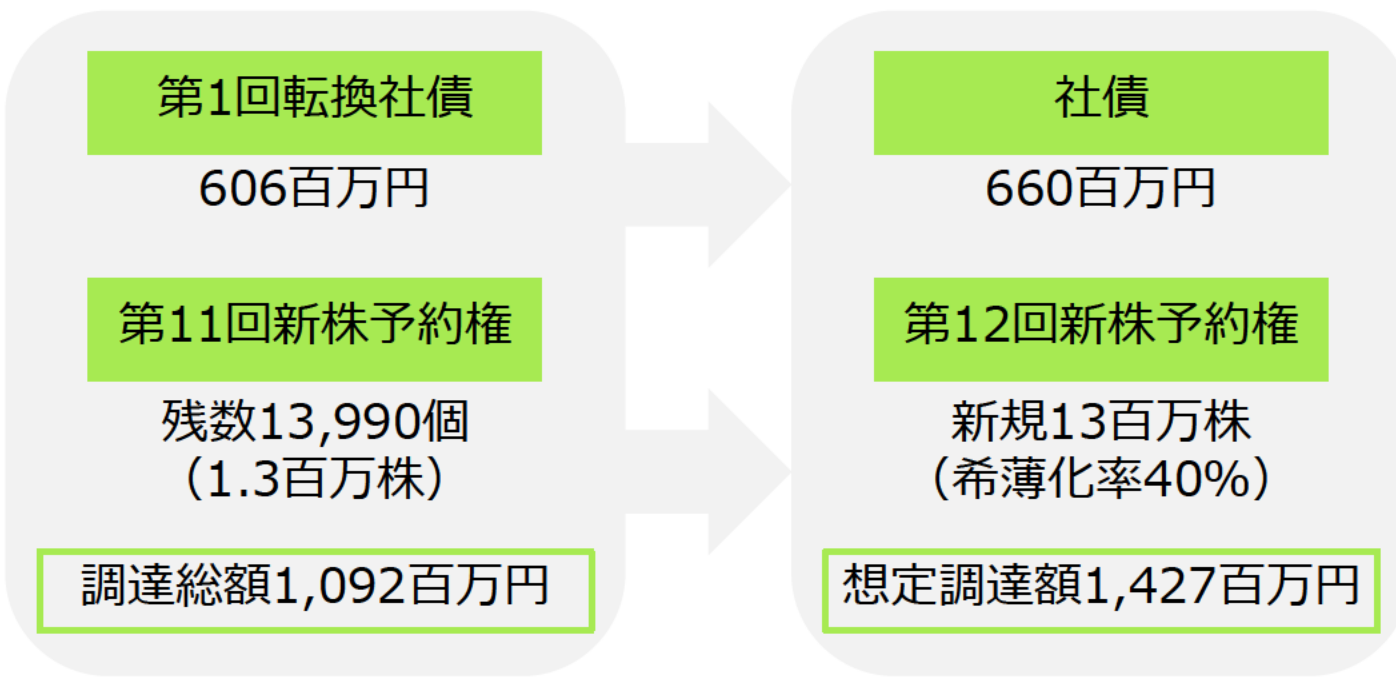 第1回転換社債
606百万円
第11回新株予約権
残数13,990個
（1.3百万株）
調達総額1,092百万円
社債
660百万円
第12回新株予約権
新規13百万株
（希薄化率40%）
想定調達額1,427百万円